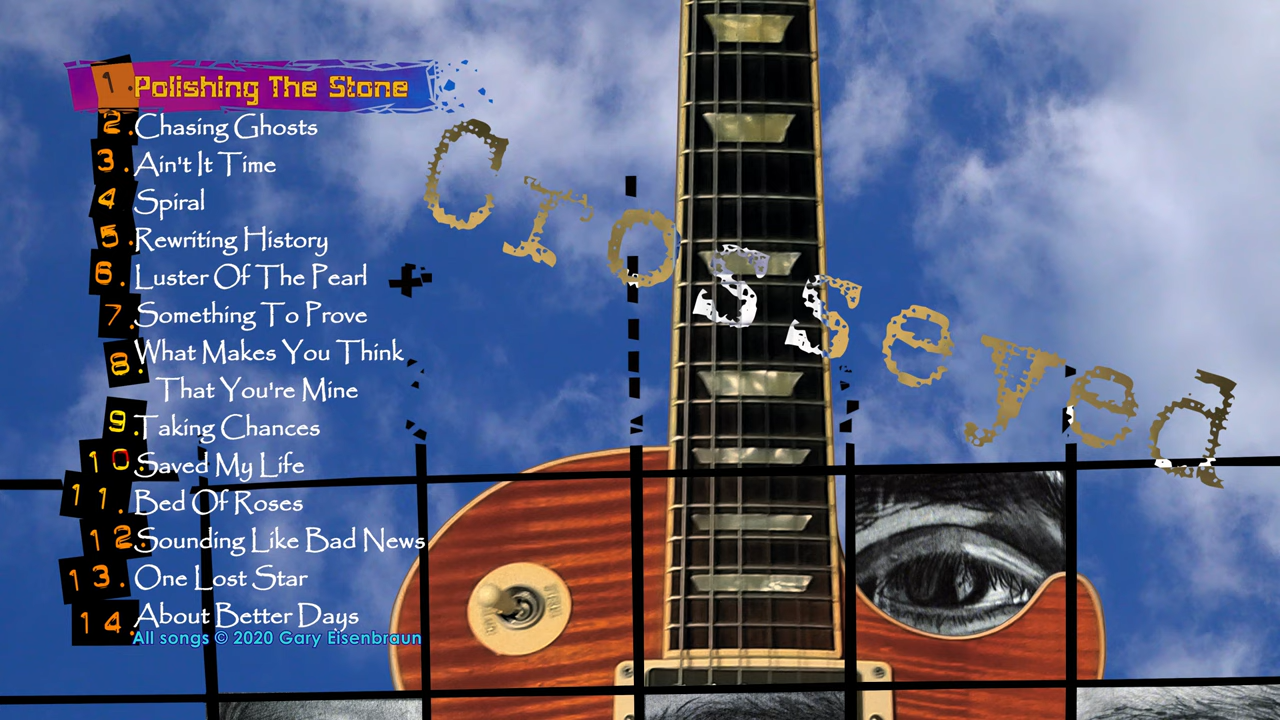 1. Polishing The Stone
2. Chasing Ghosts
3. Ain't It Time
4. Spiral
5. Rewriting History
6. Luster Of The Pearl
7. Something To Prove
8. What Makes You Think
That You're Mine
9. Taking Chances
10. Saved My Life
11. Bed Of Roses
12. Sounding Like Bad News
13. One Lost Star
14. About Better Days
All songs © 2020 Gary Eisenbraun
Crosseyed